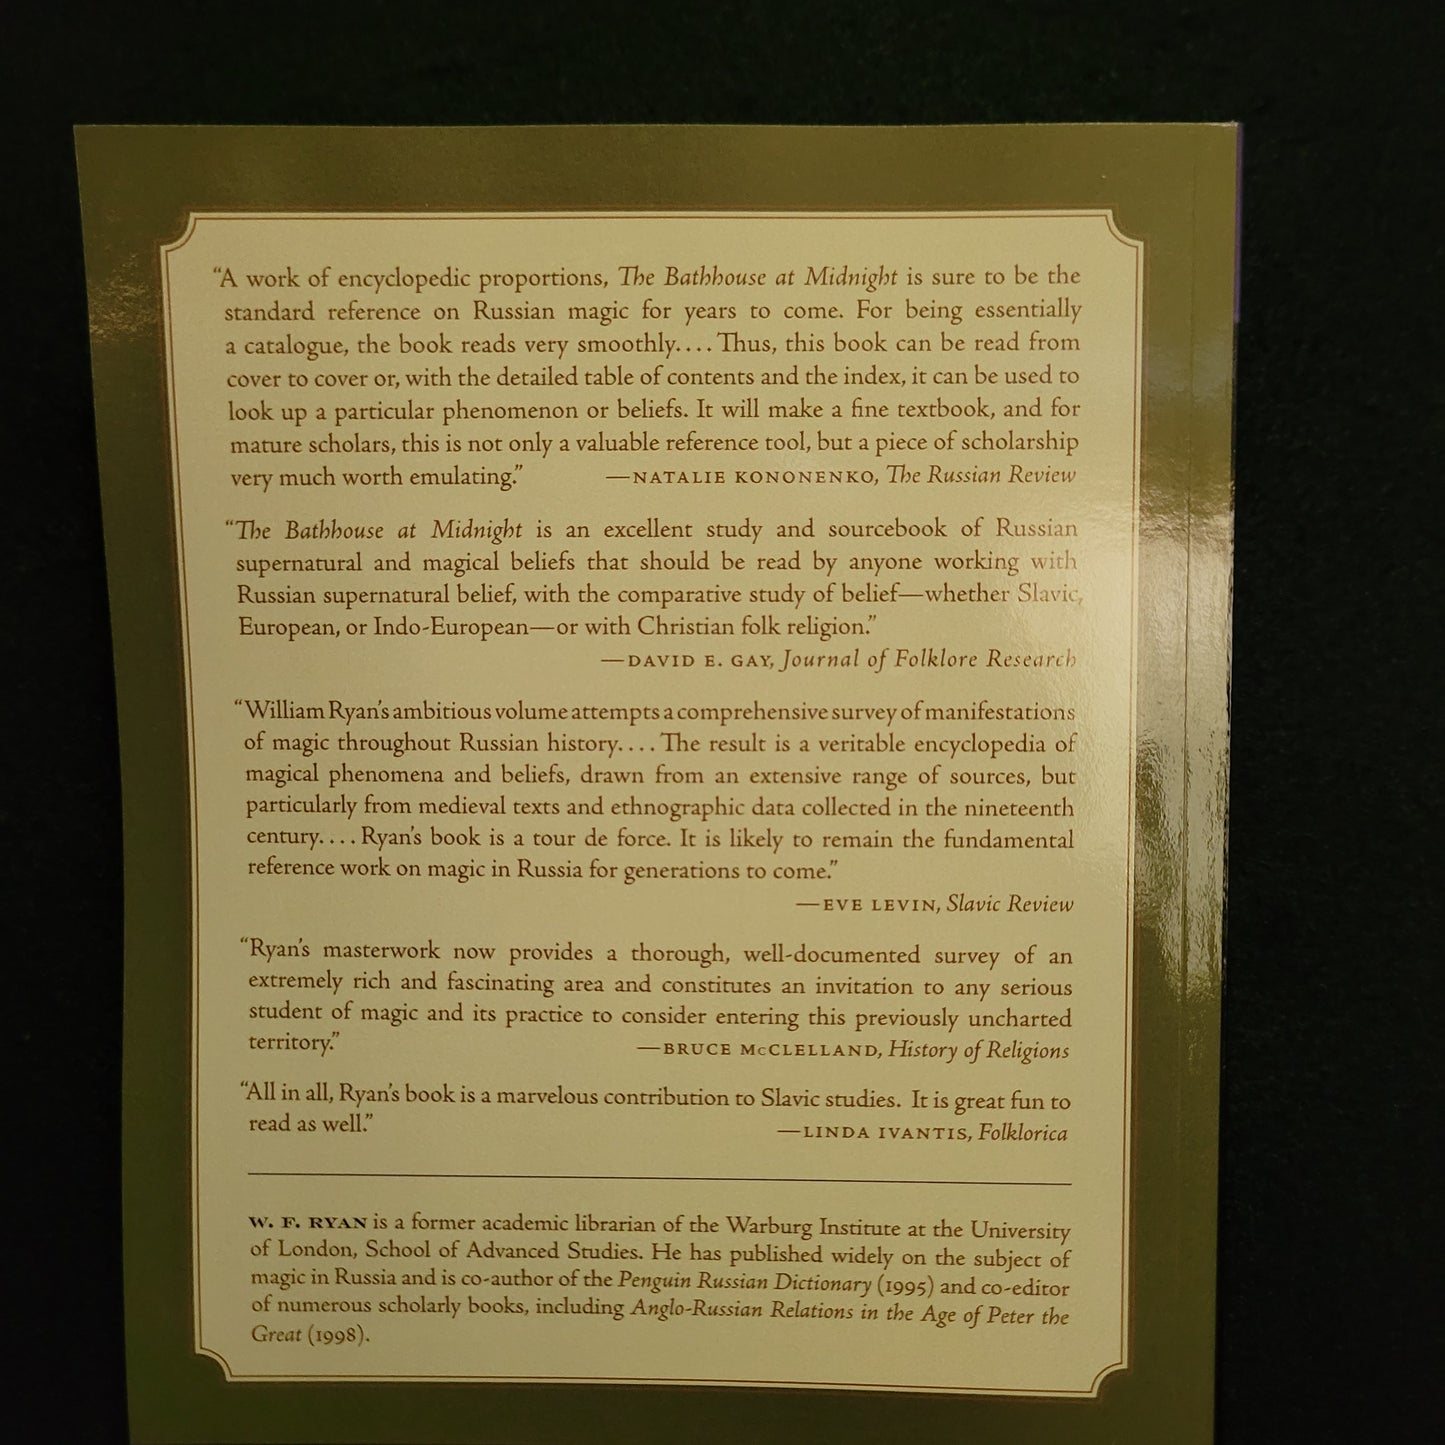 “A work of encyclopedic proportions, The Bathhouse at Midnight is sure to be the
standard reference on Russian magic for years to come. For being essentially
a catalogue, the book reads very smoothly.... Thus, this book can be read from
cover to cover or, with the detailed table of contents and the index, it can be used to
look up a particular phenomenon or beliefs. It will make a fine textbook, and for
mature scholars, this is not only a valuable reference tool, but a piece of scholarship
very much worth emulating.” —NATALIE KONONENKO, The Russian Review
“The Bathhouse at Midnight is an excellent study and sourcebook of Russian
supernatural and magical beliefs that should be read by anyone working with
Russian supernatural belief, with the comparative study of belief—whether Slavic,
European, or Indo-European—or with Christian folk religion.”
—DAVID E. GAY, Journal of Folklore Research
“William Ryan’s ambitious volume attempts a comprehensive survey of manifestations
of magic throughout Russian history.... The result is a veritable encyclopedia of
magical phenomena and beliefs, drawn from an extensive range of sources, but
particularly from medieval texts and ethnographic data collected in the nineteenth
century.... Ryan’s book is a tour de force. It is likely to remain the fundamental
reference work on magic in Russia for generations to come.”
—EVE LEVIN, Slavic Review
“Ryan’s masterwork now provides a thorough, well-documented survey of an
extremely rich and fascinating area and constitutes an invitation to any serious
student of magic and its practice to consider entering this previously uncharted
territory.” —BRUCE McCLELLAND, History of Religions
“All in all, Ryan’s book is a marvelous contribution to Slavic studies. It is great fun to
read as well.” —LINDA IVANTIS, Folklorica
W. F. RYAN is a former academic librarian of the Warburg Institute at the University
of London, School of Advanced Studies. He has published widely on the subject of
magic in Russia and is co-author of the Penguin Russian Dictionary (1995) and co-editor
of numerous scholarly books, including Anglo-Russian Relations in the Age of Peter the
Great (1998).